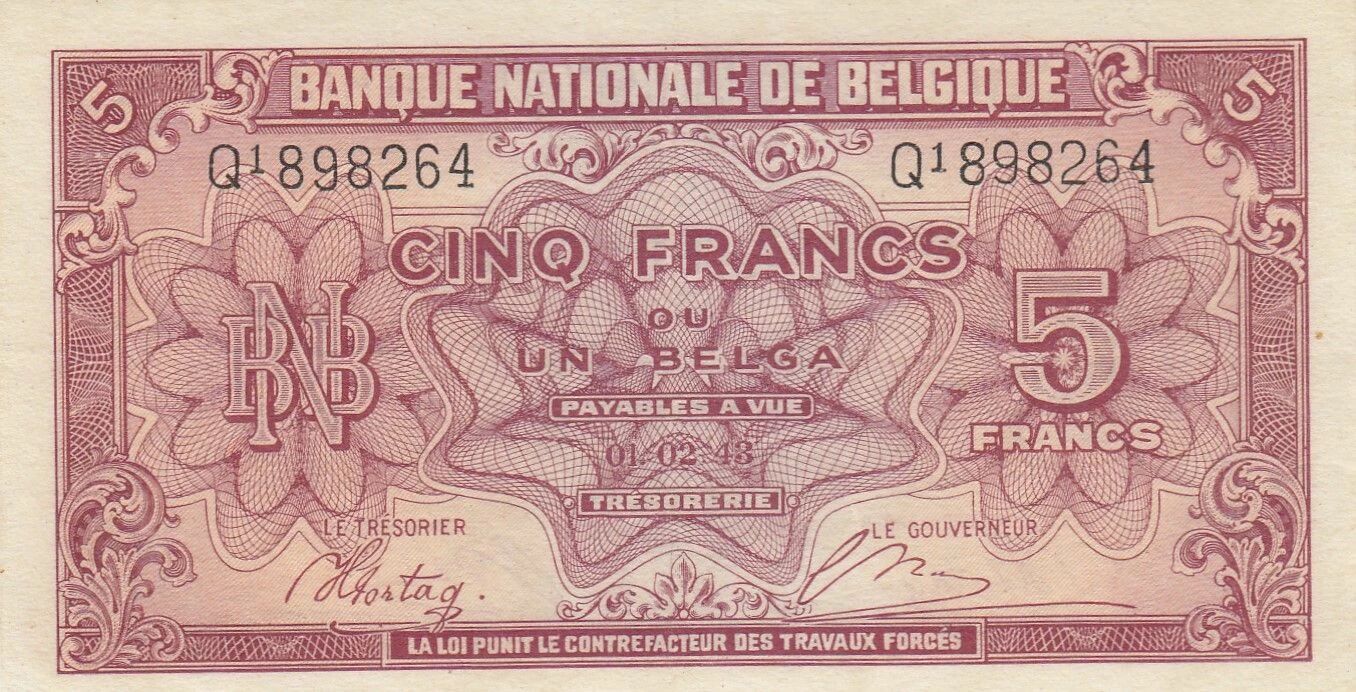 BANQUE NATIONALE DE BELGIQUE
5
5
Q1898264
Q1898264
CINQ FRANCS
OU
UN BELGA
PAYABLES A VUE
BNB
5
FRANCS
01-02-43
TRÉSORERIE
LE TRÉSORIER
LE GOUVERNEUR
LA LOI PUNIT LE CONTREFACTEUR DES TRAVAUX FORCÉS